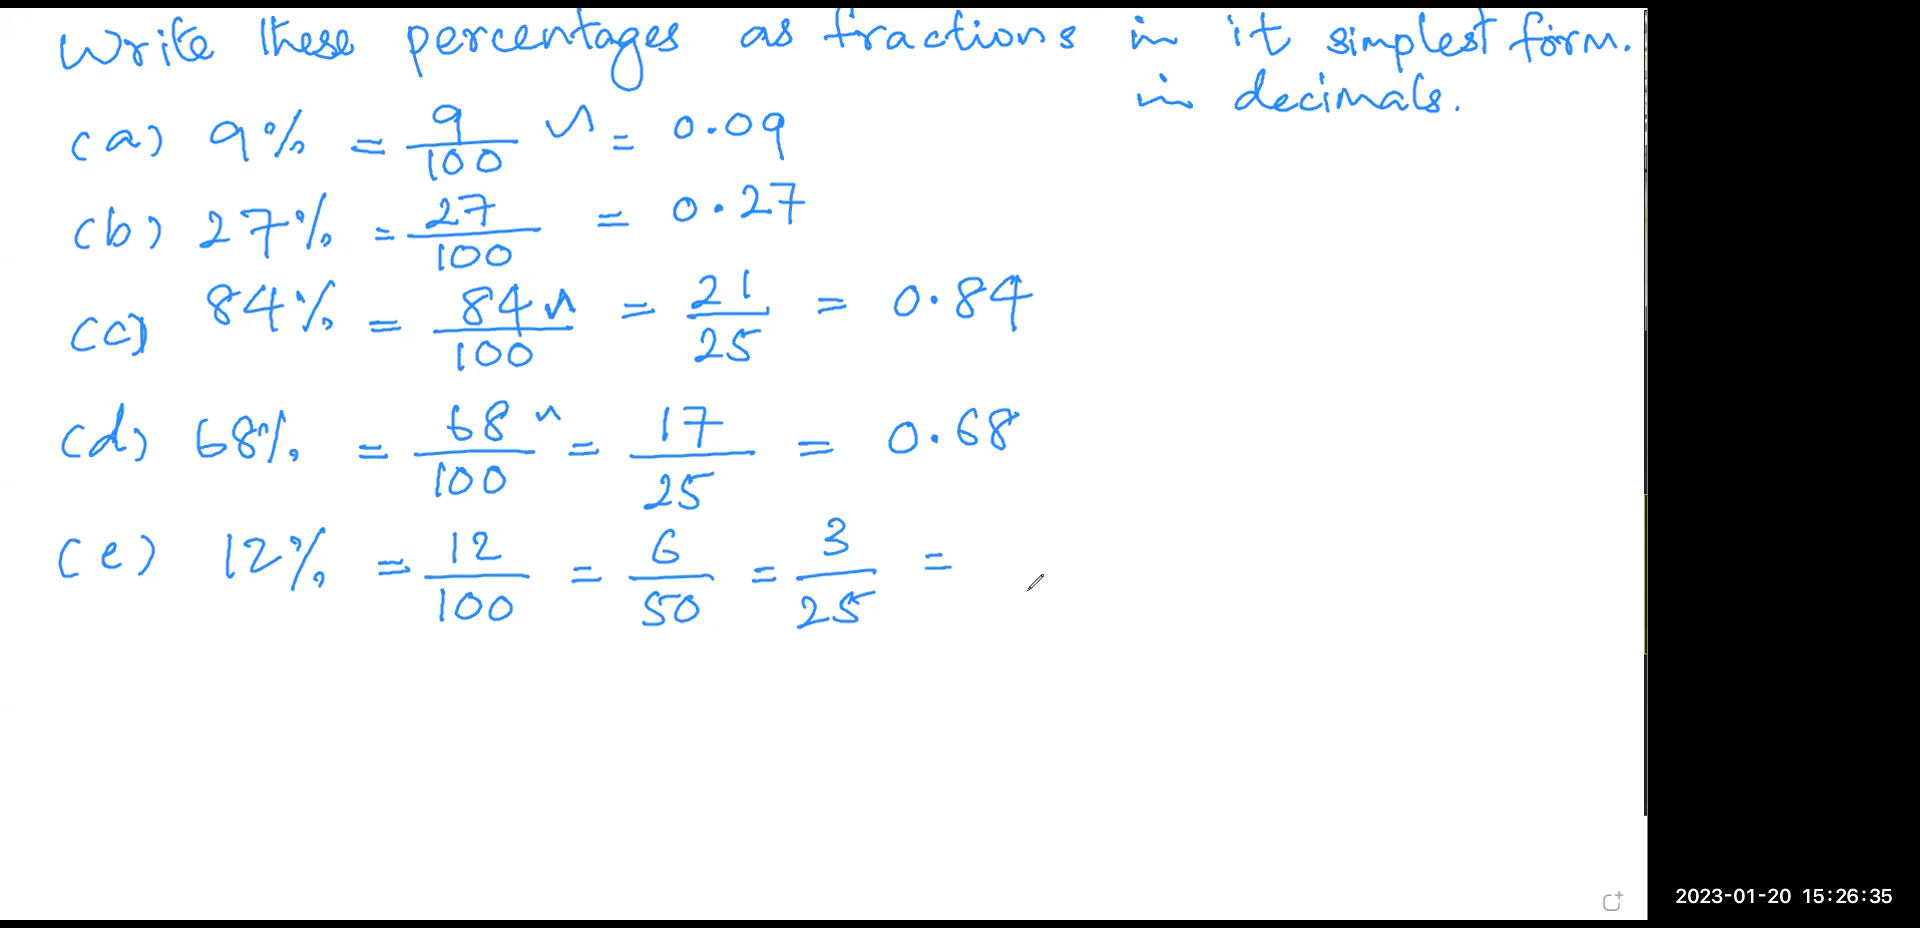 Write these percentages as fractions in it simplest form.
in decimals.
(a) 9% = 9/100 = 0.09
(b) 27% = 27/100 = 0.27
(c) 84% = 84/100 = 21/25 = 0.84
(d) 68% = 68/100 = 17/25 = 0.68
(e) 12% = 12/100 = 6/50 = 3/25 =
2023-01-20 15:26:35